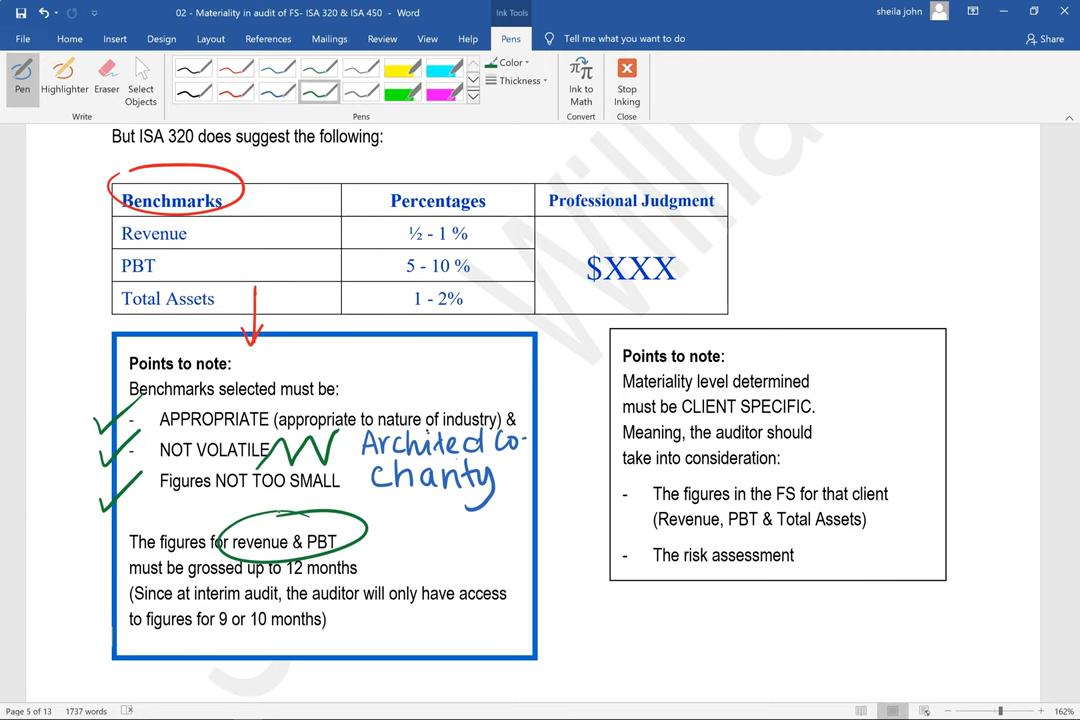 02 - Materiality in audit of FS- ISA 320 & ISA 450 - Word
Ink Tools
sheila john
File Home Insert Design Layout References Mailings Review View Help Pens Tell me what you want to do Share
Pen Highlighter Eraser Select Objects
Color
Thickness
Ink to Math
Stop Inking
Write Pens Convert Close
But ISA 320 does suggest the following:
Benchmarks Percentages Professional Judgment
Revenue ½ - 1 %
PBT 5 - 10 %
$XXX
Total Assets 1 - 2%
Points to note:
Benchmarks selected must be:
- APPROPRIATE (appropriate to nature of industry) &
- NOT VOLATILE
Architect co-
- Figures NOT TOO SMALL
Charity
The figures for revenue & PBT
must be grossed up to 12 months
(Since at interim audit, the auditor will only have access
to figures for 9 or 10 months)
Points to note:
Materiality level determined
must be CLIENT SPECIFIC.
Meaning, the auditor should
take into consideration:
- The figures in the FS for that client
(Revenue, PBT & Total Assets)
- The risk assessment
Page 5 of 13 1737 words
162%